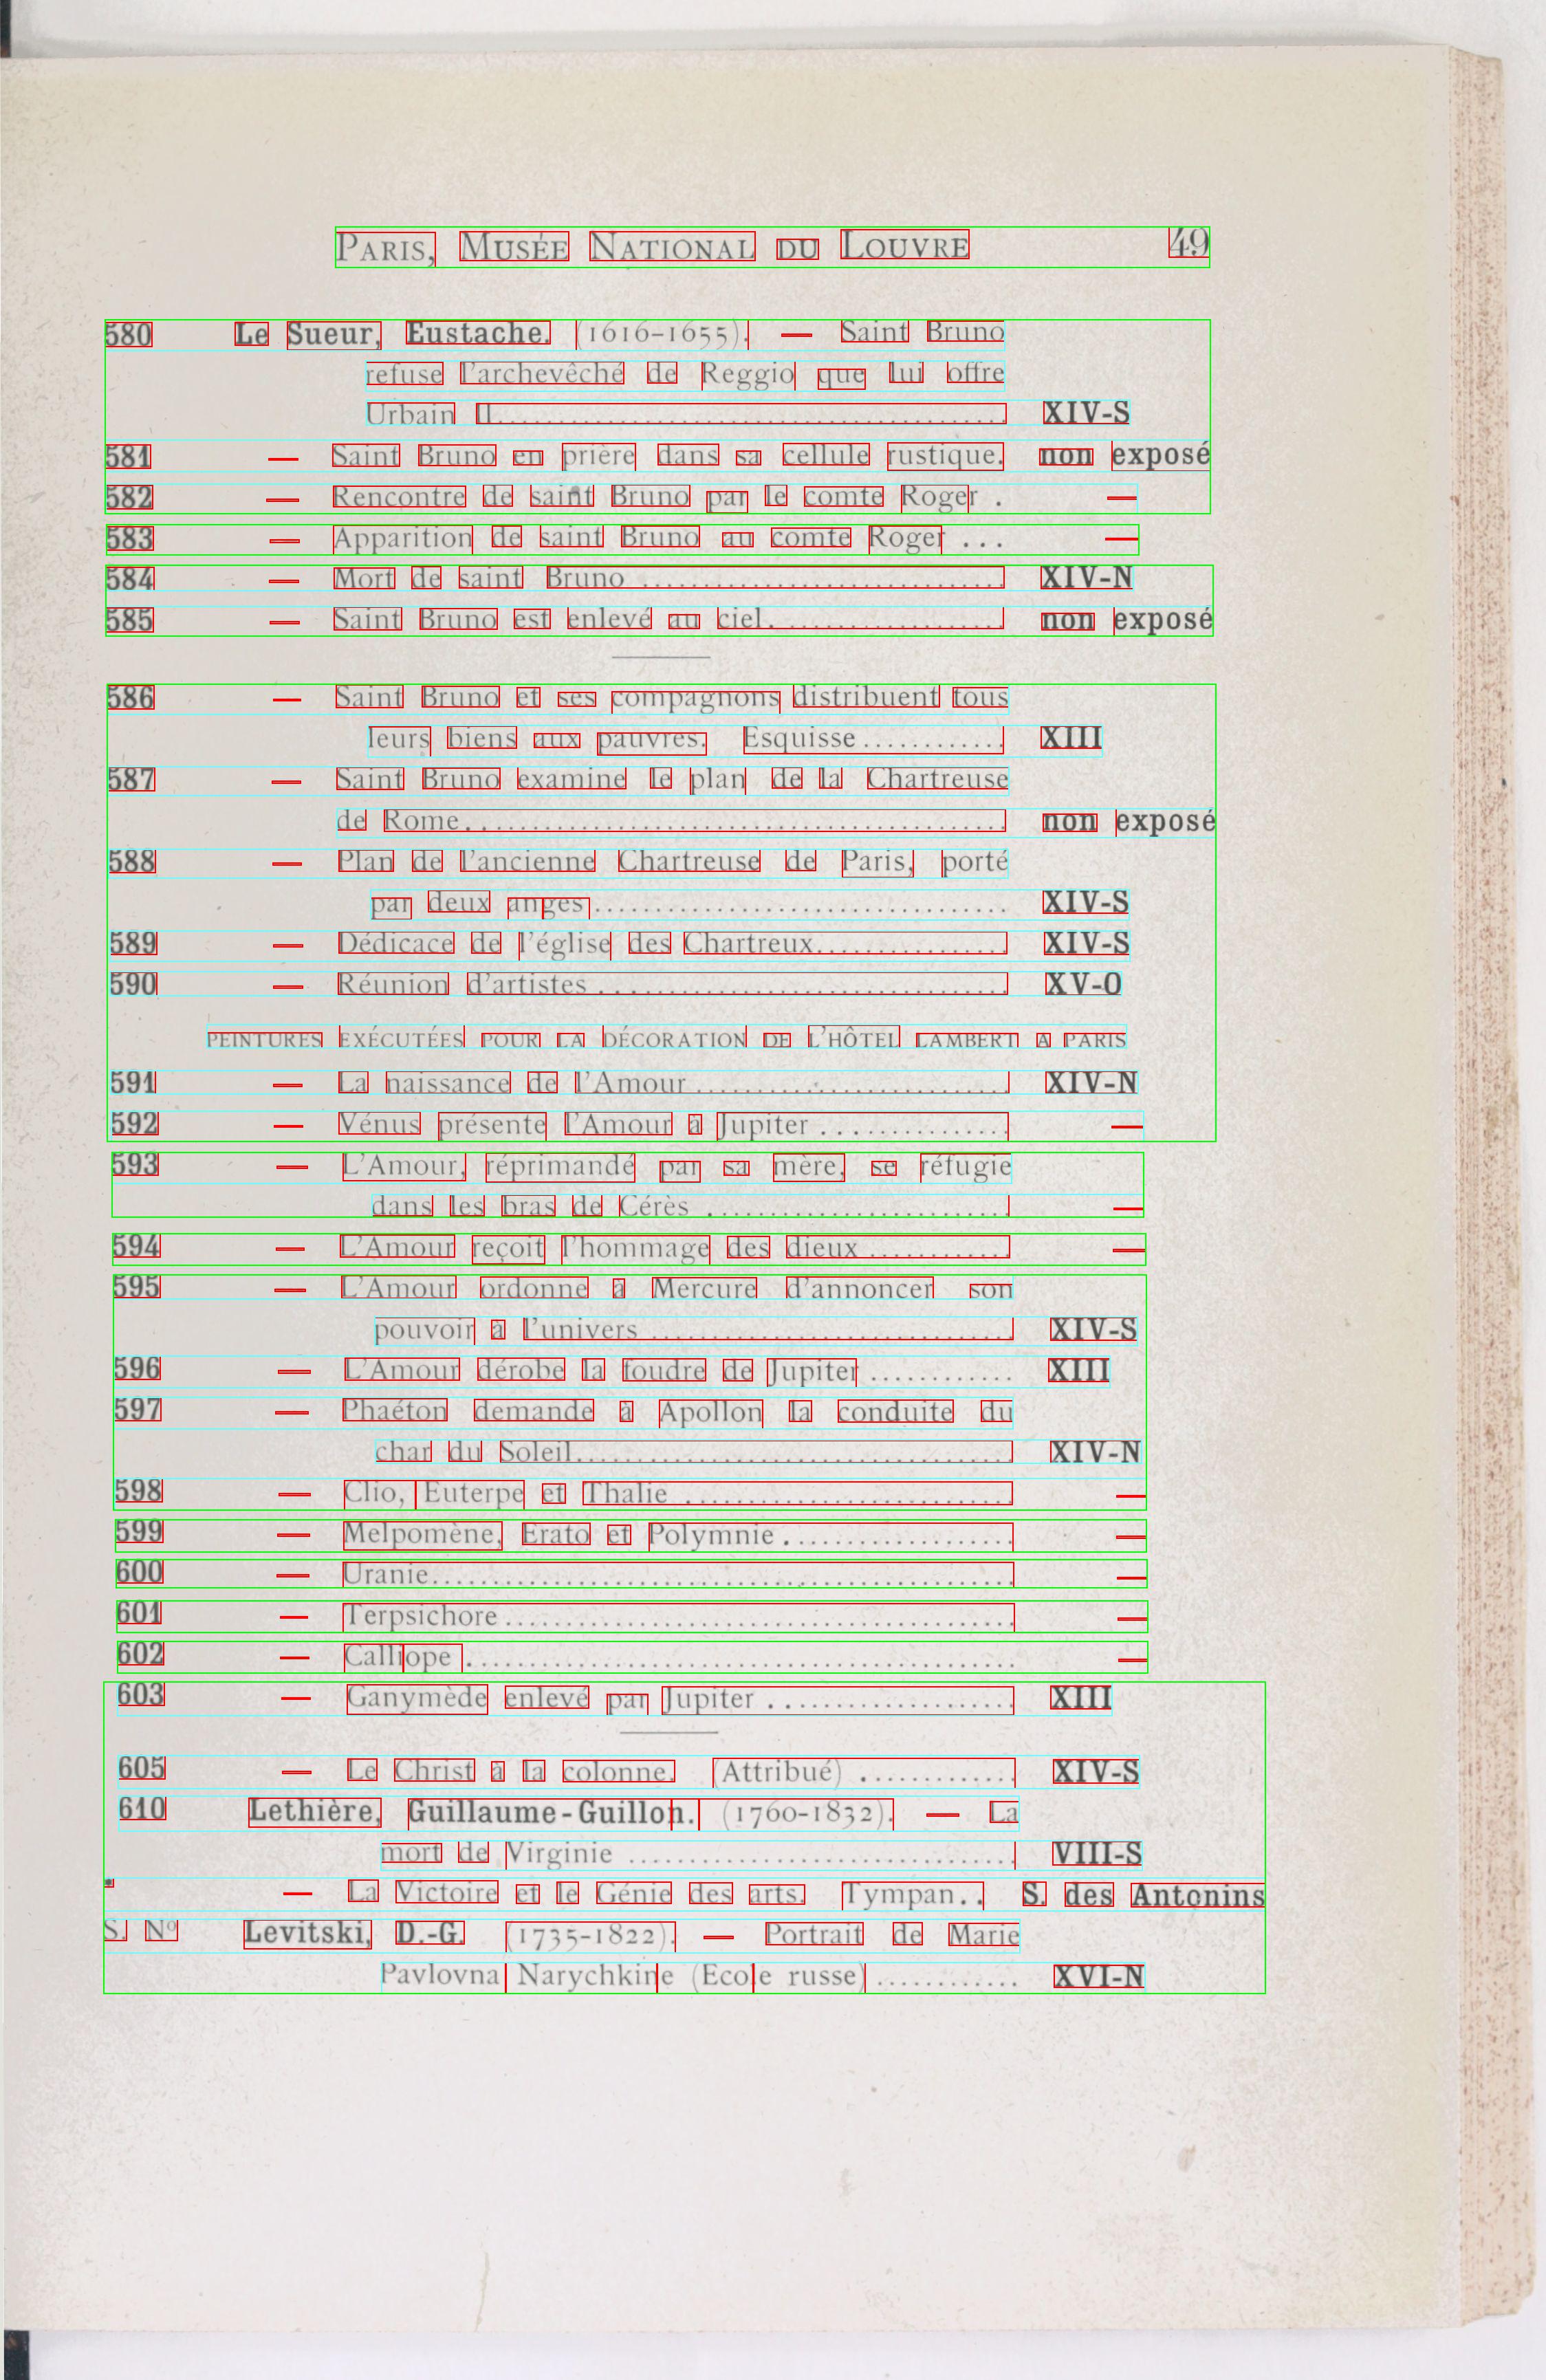 PARIS, MUSÉE NATIONAL DU LOUVRE 49
580 Le Sueur, Eustache. (1616-1655). — Saint Bruno
refuse l'archevêché de Reggio que lui offre
Urbain II........................................ XIV-S
581 — Saint Bruno en prière dans sa cellule rustique. non exposé
582 — Rencontre de saint Bruno par le comte Roger . —
583 — Apparition de saint Bruno au comte Roger ... —
584 — Mort de saint Bruno .............................. XIV-N
585 — Saint Bruno est enlevé au ciel.................... non exposé
586 — Saint Bruno et ses compagnons distribuent tous
leurs biens aux pauvres. Esquisse............ XIII
587 — Saint Bruno examine le plan de la Chartreuse
de Rome............................................ non exposé
588 — Plan de l'ancienne Chartreuse de Paris, porté
par deux anges.................................. XIV-S
589 — Dédicace de l'église des Chartreux................ XIV-S
590 — Réunion d'artistes .................................. XV-O
PEINTURES EXÉCUTÉES POUR LA DÉCORATION DE L'HÔTEL LAMBERT A PARIS
591 — La naissance de l'Amour .......................... XIV-N
592 — Vénus présente l'Amour à Jupiter ................ —
593 — L'Amour, réprimandé par sa mère, se réfugie
dans les bras de Cérès ......................... —
594 — L'Amour reçoit l'hommage des dieux ............ —
595 — L'Amour ordonne à Mercure d'annoncer son
pouvoir à l'univers .............................. XIV-S
596 — L'Amour dérobe la foudre de Jupiter ............ XIII
597 — Phaéton demande à Apollon la conduite du
char du Soleil.................................... XIV-N
598 — Clio, Euterpe et Thalie ........................... —
599 — Melpomène, Erato et Polymnie ................... —
600 — Uranie................................................ —
601 — Terpsichore .......................................... —
602 — Calliope ............................................. —
603 — Ganymède enlevé par Jupiter .................... XIII
605 — Le Christ à la colonne. (Attribué) ............. XIV-S
610 Lethière, Guillaume-Guillon. (1760-1832). — La
mort de Virginie ................................ VIII-S
— La Victoire et le Génie des arts. Tympan.. S. des Antonins
S. Nº Levitski, D.-G. (1735-1822). — Portrait de Marie
Pavlovna Narychkine (Ecole russe) ............ XVI-N